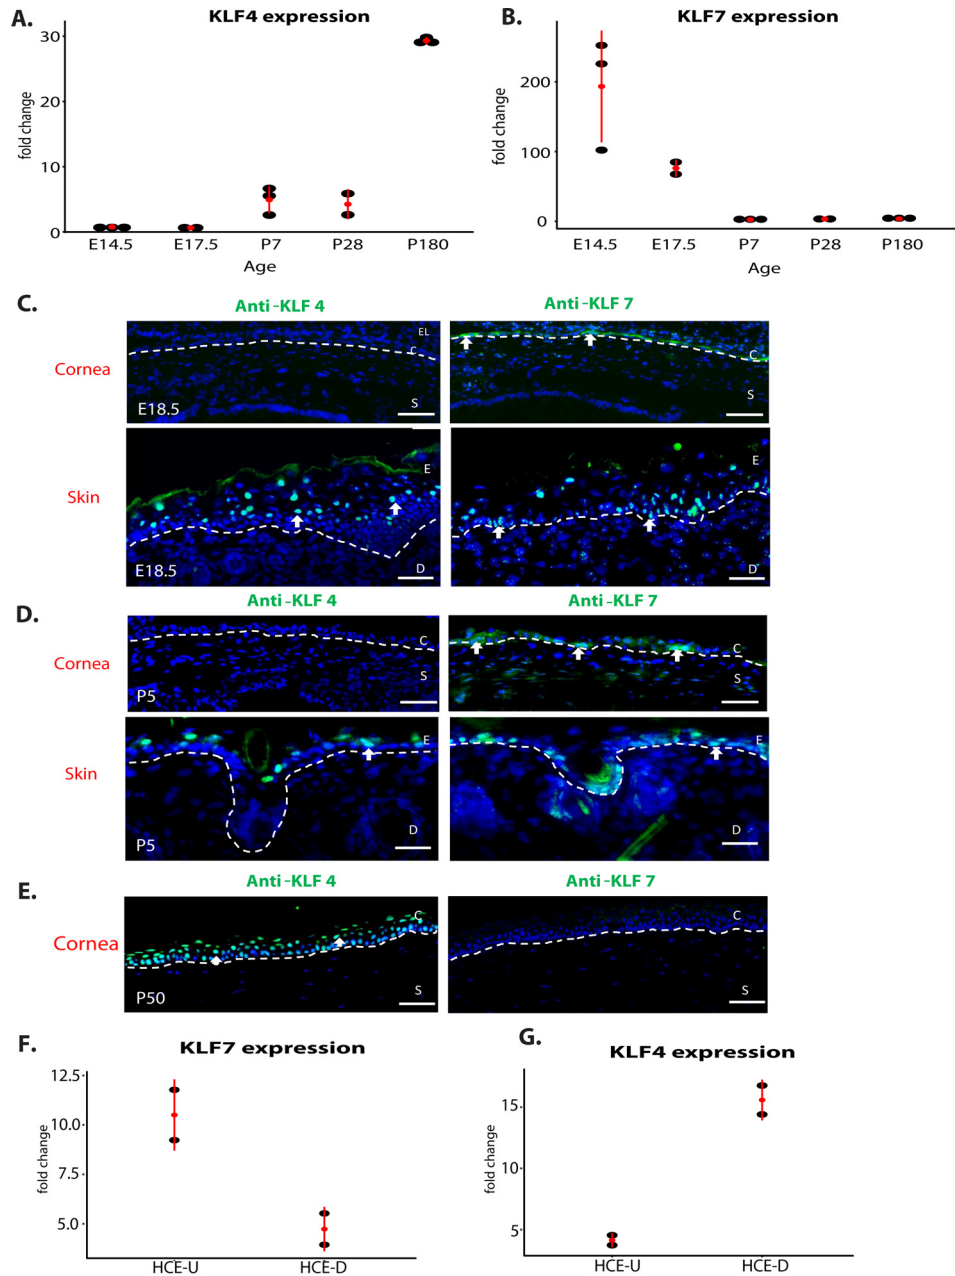 A.
KLF4 expression
fold change
30
20
10
0
E14.5 E17.5 P7 P28 P180
Age
B.
KLF7 expression
fold change
200
100
0
E14.5 E17.5 P7 P28 P180
Age
C.
Anti-KLF 4 Anti-KLF 7
Cornea
EL
C
S
E18.5
C
S
Skin
E
D
E18.5
E
D
D.
Anti-KLF 4 Anti-KLF 7
Cornea
C
S
P5
C
S
Skin
E
D
P5
E
D
E.
Anti-KLF 4 Anti-KLF 7
Cornea
C
S
P50
C
S
F.
KLF7 expression
fold change
12.5
10.0
7.5
5.0
HCE-U HCE-D
G.
KLF4 expression
fold change
15
10
5
HCE-U HCE-D